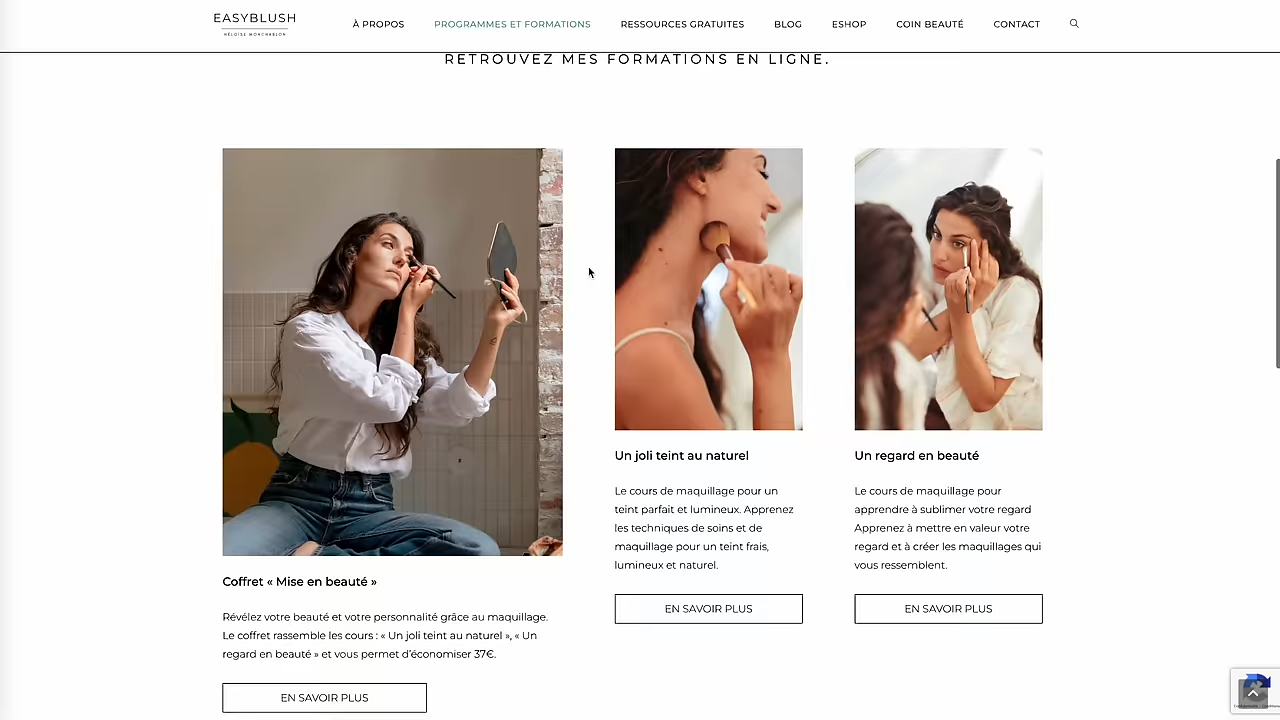 EASYBLUSH
HÉLOÏSE MONCHABLON
À PROPOS
PROGRAMMES ET FORMATIONS
RESSOURCES GRATUITES
BLOG
ESHOP
COIN BEAUTÉ
CONTACT
RETROUVEZ MES FORMATIONS EN LIGNE.
Coffret « Mise en beauté »
Révélez votre beauté et votre personnalité grâce au maquillage.
Le coffret rassemble les cours : « Un joli teint au naturel », « Un
regard en beauté » et vous permet d'économiser 37€.
EN SAVOIR PLUS
Un joli teint au naturel
Le cours de maquillage pour un
teint parfait et lumineux. Apprenez
les techniques de soins et de
maquillage pour un teint frais,
lumineux et naturel.
EN SAVOIR PLUS
Un regard en beauté
Le cours de maquillage pour
apprendre à sublimer votre regard
Apprenez à mettre en valeur votre
regard et à créer les maquillages qui
vous ressemblent.
EN SAVOIR PLUS